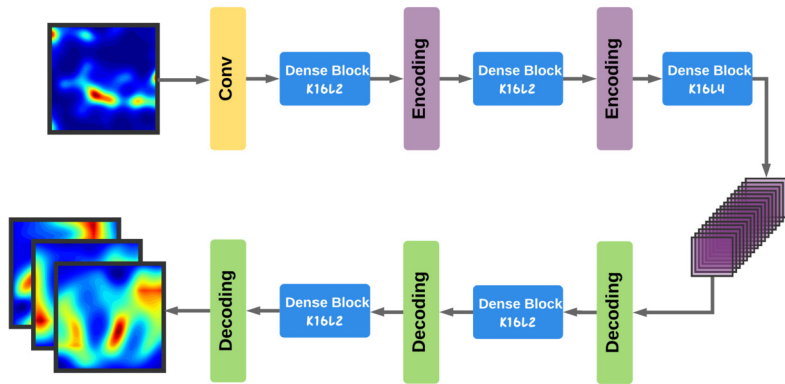 Conv
Dense Block
K16L2
Encoding
Dense Block
K16L2
Encoding
Dense Block
K16L4
Decoding
Dense Block
K16L2
Decoding
Dense Block
K16L2
Decoding